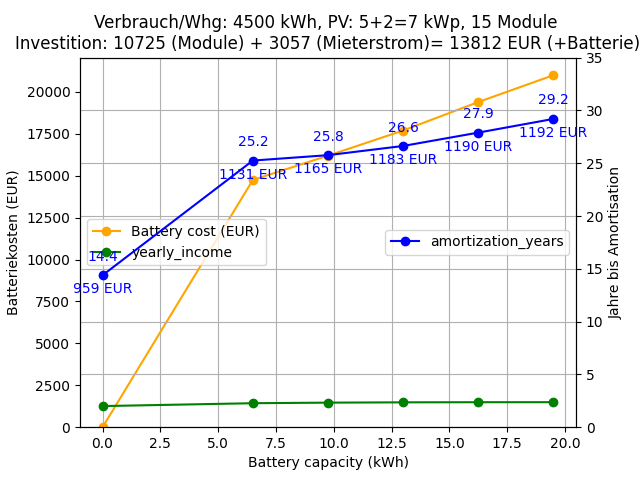 Verbrauch/Whg: 4500 kWh, PV: 5+2=7 kWp, 15 Module
Investition: 10725 (Module) + 3057 (Mieterstrom)= 13812 EUR (+Batterie)
Batteriekosten (EUR)
20000
17500
15000
12500
10000
7500
5000
2500
0
14.4
959 EUR
25.2
1131 EUR
25.8
1165 EUR
26.6
1183 EUR
27.9
1190 EUR
29.2
1192 EUR
Battery cost (EUR)
yearly_income
amortization_years
35
30
25
20
15
10
5
0
Jahre bis Amortisation
0.0 2.5 5.0 7.5 10.0 12.5 15.0 17.5 20.0
Battery capacity (kWh)